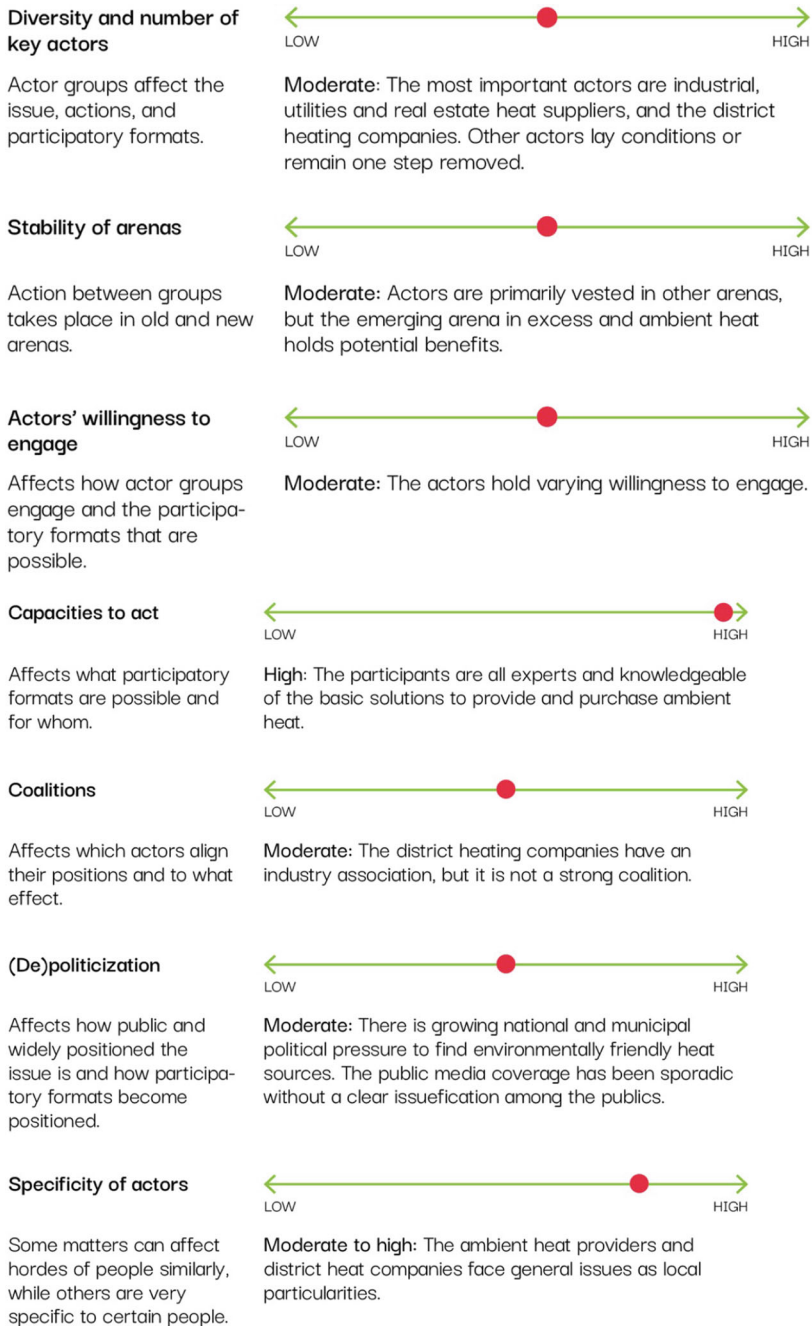 Diversity and number of
key actors
LOW
HIGH
Actor groups affect the
issue, actions, and
participatory formats.
Moderate: The most important actors are industrial,
utilities and real estate heat suppliers, and the district
heating companies. Other actors lay conditions or
remain one step removed.
Stability of arenas
LOW
HIGH
Action between groups
takes place in old and new
arenas.
Moderate: Actors are primarily vested in other arenas,
but the emerging arena in excess and ambient heat
holds potential benefits.
Actors' willingness to
engage
LOW
HIGH
Affects how actor groups
engage and the participa-
tory formats that are
possible.
Moderate: The actors hold varying willingness to engage.
Capacities to act
LOW
HIGH
Affects what participatory
formats are possible and
for whom.
High: The participants are all experts and knowledgeable
of the basic solutions to provide and purchase ambient
heat.
Coalitions
LOW
HIGH
Affects which actors align
their positions and to what
effect.
Moderate: The district heating companies have an
industry association, but it is not a strong coalition.
(De)politicization
LOW
HIGH
Affects how public and
widely positioned the
issue is and how participa-
tory formats become
positioned.
Moderate: There is growing national and municipal
political pressure to find environmentally friendly heat
sources. The public media coverage has been sporadic
without a clear issuefication among the publics.
Specificity of actors
LOW
HIGH
Some matters can affect
hordes of people similarly,
while others are very
specific to certain people.
Moderate to high: The ambient heat providers and
district heat companies face general issues as local
particularities.